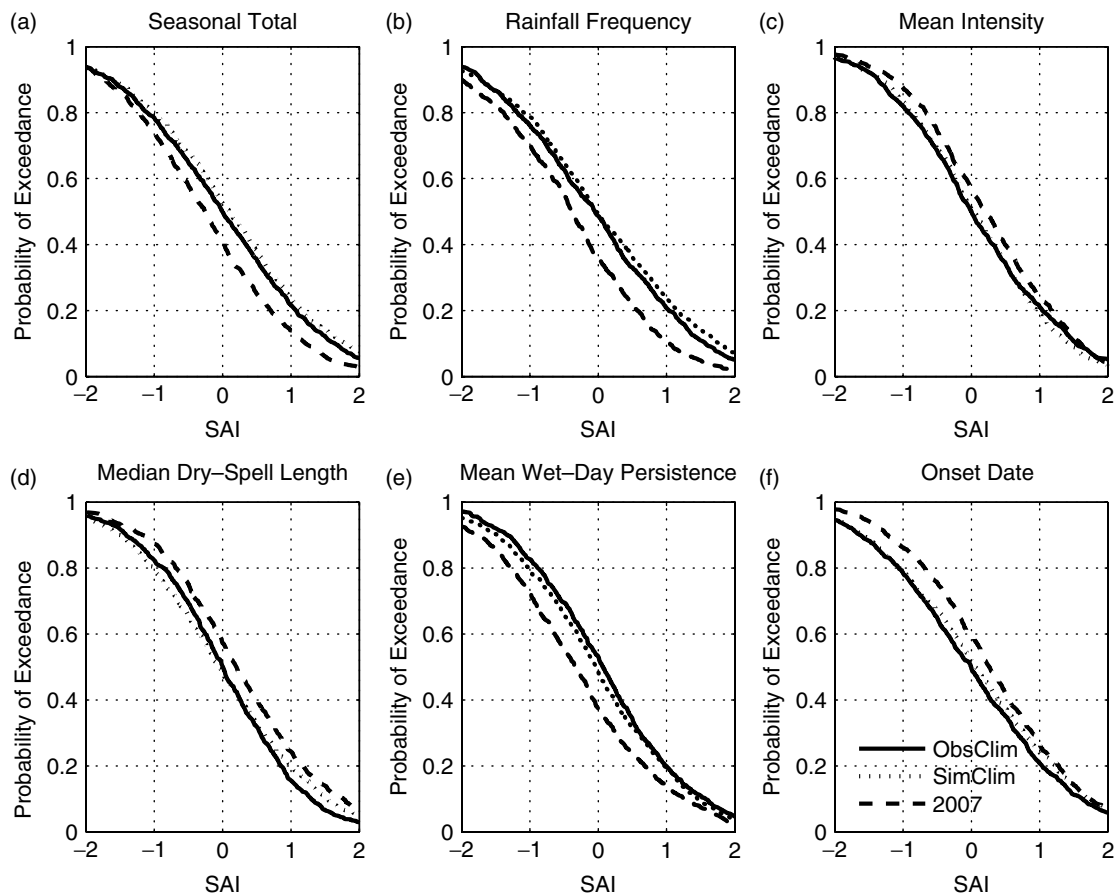 (a) Seasonal Total
Probability of Exceedance
1
0.8
0.6
0.4
0.2
0
−2 −1 0 1 2
SAI
(b) Rainfall Frequency
Probability of Exceedance
1
0.8
0.6
0.4
0.2
0
−2 −1 0 1 2
SAI
(c) Mean Intensity
Probability of Exceedance
1
0.8
0.6
0.4
0.2
0
−2 −1 0 1 2
SAI
(d) Median Dry−Spell Length
Probability of Exceedance
1
0.8
0.6
0.4
0.2
0
−2 −1 0 1 2
SAI
(e) Mean Wet−Day Persistence
Probability of Exceedance
1
0.8
0.6
0.4
0.2
0
−2 −1 0 1 2
SAI
(f) Onset Date
Probability of Exceedance
1
0.8
0.6
0.4
0.2
0
−2 −1 0 1 2
SAI
ObsClim
SimClim
2007